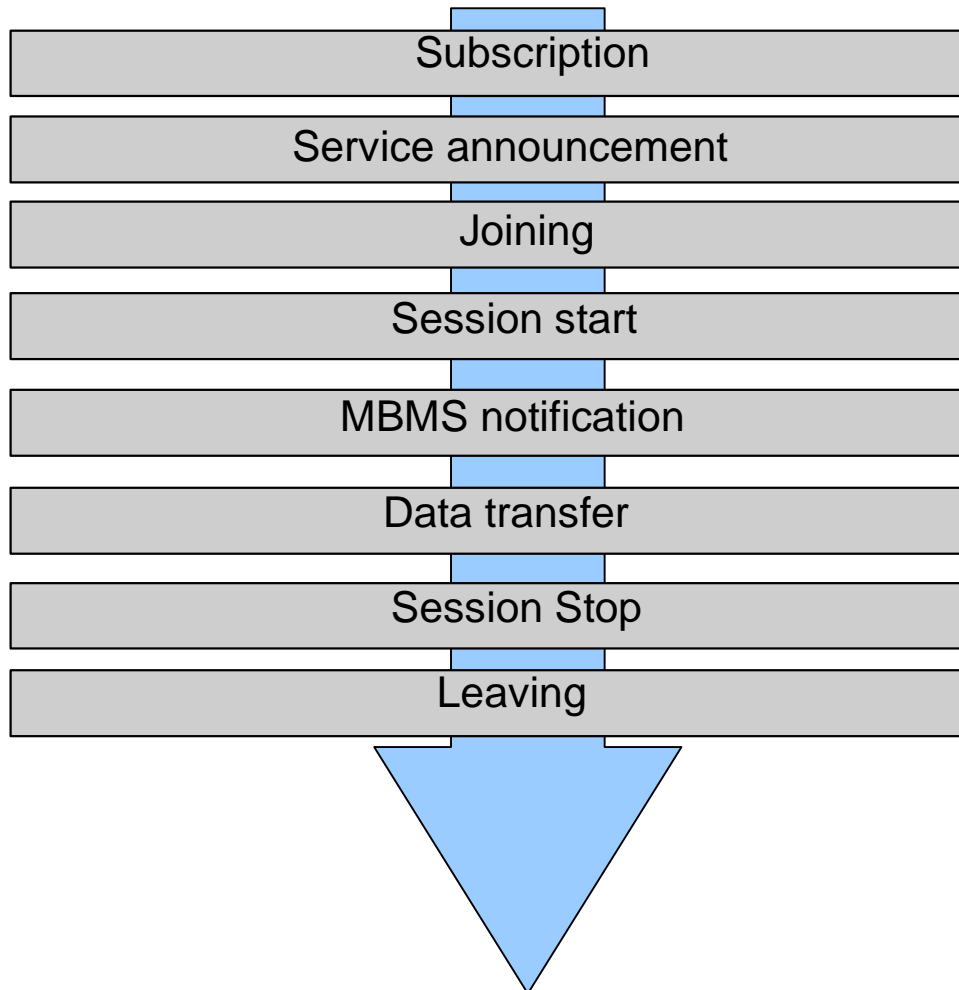 Subscription
Service announcement
Joining
Session start
MBMS notification
Data transfer
Session Stop
Leaving